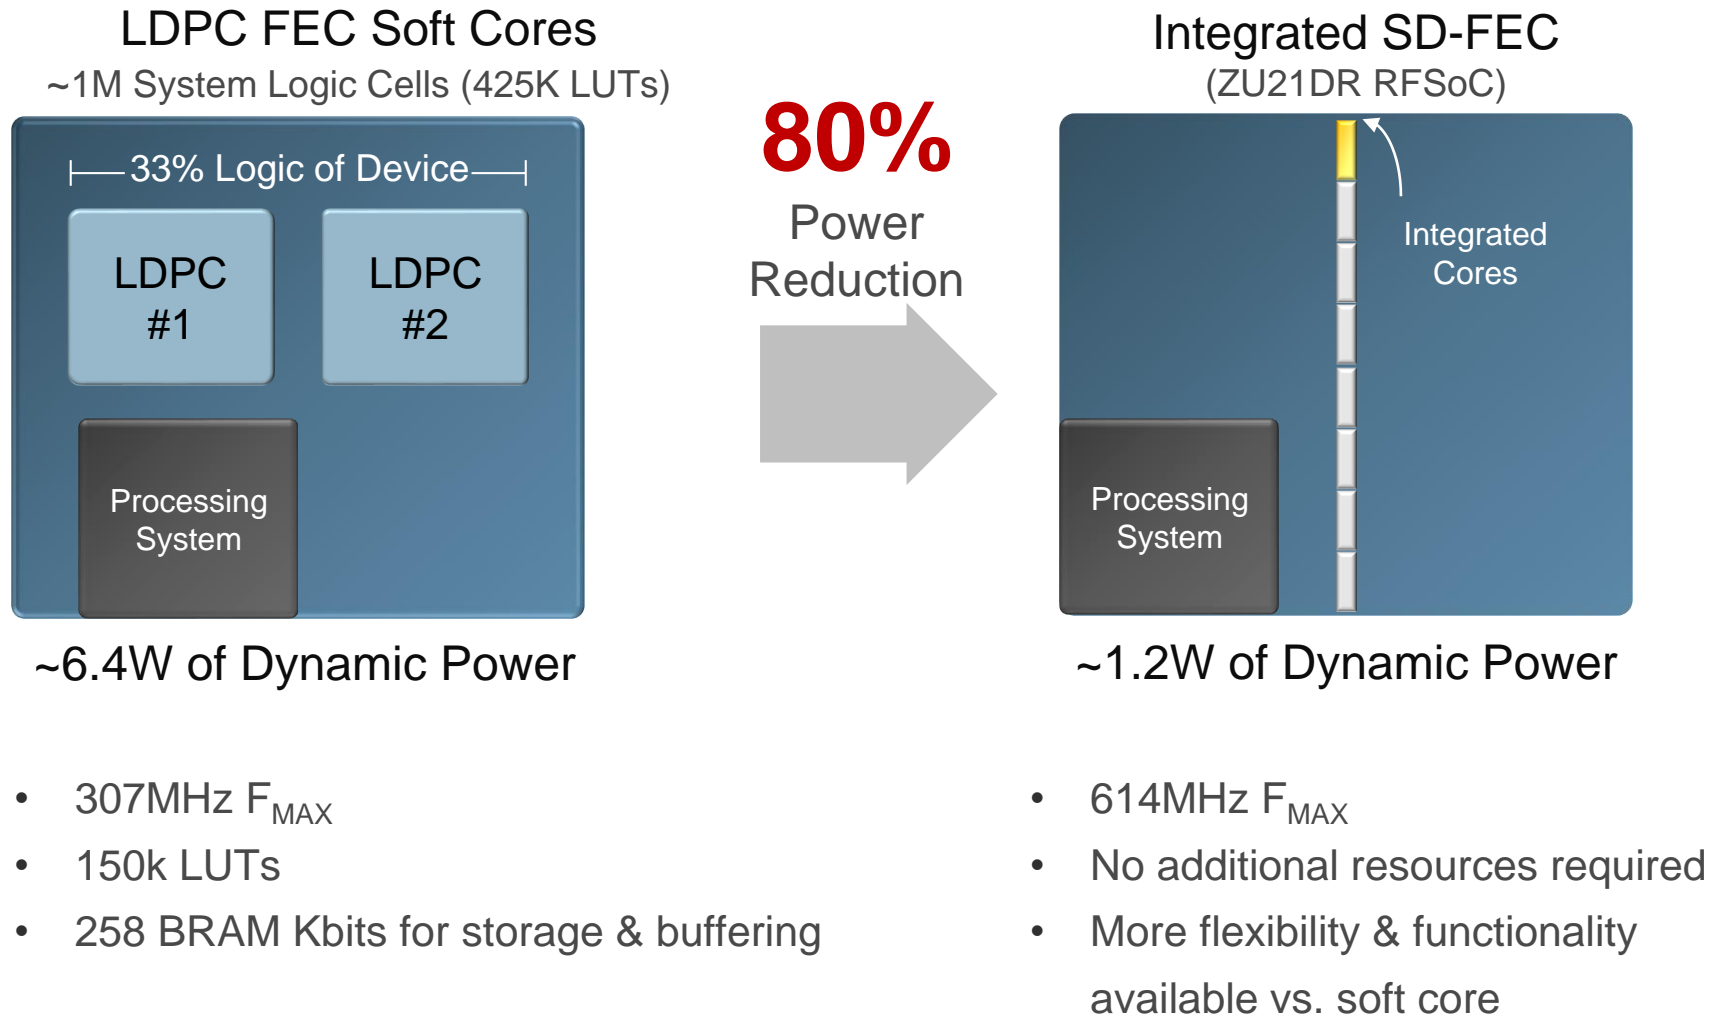 LDPC FEC Soft Cores
~1M System Logic Cells (425K LUTs)
33% Logic of Device
LDPC
#1
LDPC
#2
Processing
System
~6.4W of Dynamic Power
• 307MHz FMAX
• 150k LUTs
• 258 BRAM Kbits for storage & buffering
80%
Power
Reduction
Integrated SD-FEC
(ZU21DR RFSoC)
Integrated
Cores
Processing
System
~1.2W of Dynamic Power
• 614MHz FMAX
• No additional resources required
• More flexibility & functionality
available vs. soft core